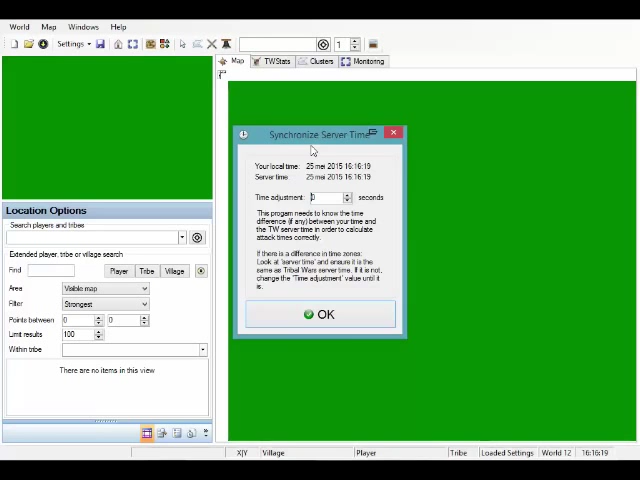 World Map Windows Help
Settings 1
Map TWStats Clusters Monitoring
Synchronize Server Time
Your local time: 25 mei 2015 16:16:19
Server time: 25 mei 2015 16:16:19
Time adjustment: 0 seconds
This progam needs to know the time
difference (if any) between your time and
the TW server time in order to calculate
attack times correctly.
If there is a difference in time zones:
Look at 'server time' and ensure it is the
same as Tribal Wars server time. If it is not,
change the 'Time adjustment' value until it
is.
OK
Location Options
Search players and tribes
Extended player, tribe or village search
Find Player Tribe Village
Area Visible map
Filter Strongest
Points between 0 0
Limit results 100
Within tribe
There are no items in this view
X|Y Village Player Tribe Loaded Settings World 12 16:16:19